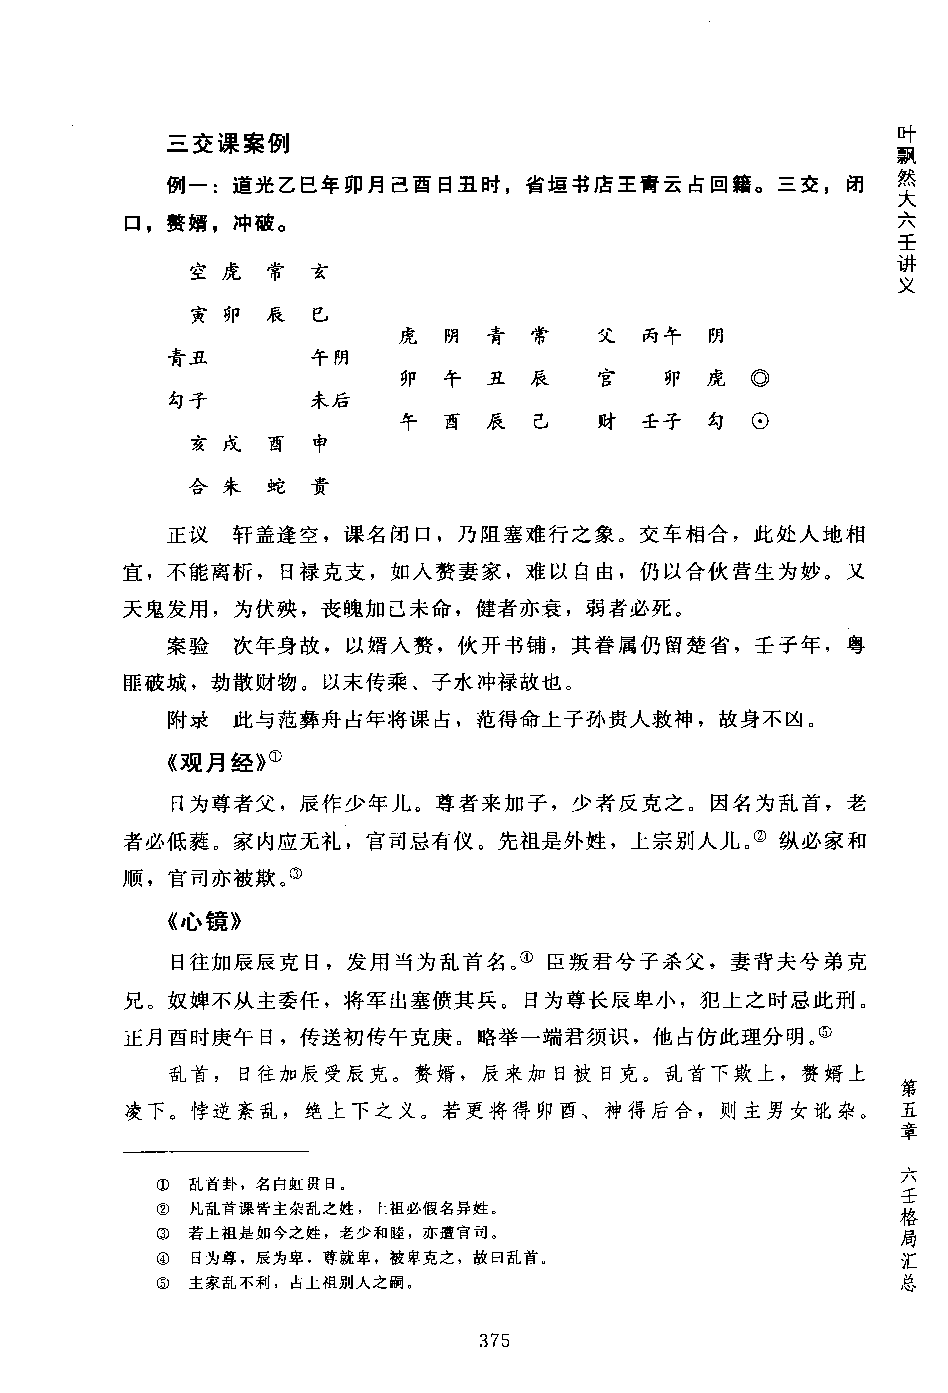 三交课案例
例一：道光乙巳年卯月己酉日丑时，省垣书店王青云占回籍。三交，闭
口，赘婿，冲破。
空 虎 常 玄
寅 卯 辰 巳
青丑 午阴
勾子 未后
亥 戌 酉 申
合 朱 蛇 贵
虎 阴 青 常 父 丙午 阴
卯 午 丑 辰 官 卯 虎 ◎
午 酉 辰 己 财 壬子 勾 ⊙
正议 轩盖逢空，课名闭口，乃阻塞难行之象。交车相合，此处人地相
宜，不能离析，日禄克支，如入赘妻家，难以自由，仍以合伙营生为妙。又
天鬼发用，为伏殃，丧魄加己未命，健者亦衰，弱者必死。
案验 次年身故，以婿入赘，伙开书铺，其眷属仍留楚省，壬子年，粤
匪破城，劫散财物。以末传乘、子水冲禄故也。
附录 此与范彝舟占年将课占，范得命上子孙贵人救神，故身不凶。
《观月经》①
日为尊者父，辰作少年儿。尊者来加子，少者反克之。因名为乱首，老
者必低蕤。家内应无礼，官司忌有仪。先祖是外姓，上宗别人儿。② 纵必家和
顺，官司亦被欺。③
《心镜》
日往加辰辰克日，发用当为乱首名。④ 臣叛君兮子杀父，妻背夫兮弟克
兄。奴婢不从主委任，将军出塞偾其兵。日为尊长辰卑小，犯上之时忌此刑。
正月酉时庚午日，传送初传午克庚。略举一端君须识，他占仿此理分明。⑤
乱首，日往加辰受辰克。赘婿，辰来加日被日克。乱首下欺上，赘婿上
凌下。悖逆紊乱，绝上下之义。若更将得卯酉、神得后合，则主男女讹杂。
① 乱首卦，名白虹贯日。
② 凡乱首课皆主杂乱之姓，上祖必假名异姓。
③ 若上祖是如今之姓，老少和睦，亦遭官司。
④ 日为尊，辰为卑，尊就卑，被卑克之，故曰乱首。
⑤ 主家乱不利，占上祖别人之嗣。
375
叶飘然大六壬讲义
第五章 六壬格局汇总